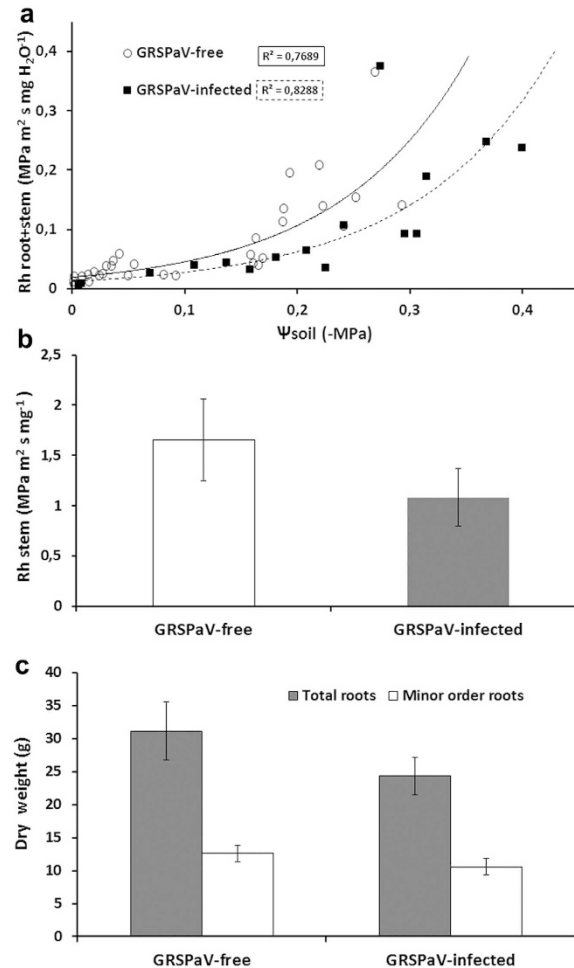 a
0,4
GRSPaV-free
R² = 0,7689
GRSPaV-infected
R² = 0,8288
0,3
0,2
0,1
0
Rh root+stem (MPa m² s mg H₂O⁻¹)
0 0,1 0,2 0,3 0,4
Ψsoil (-MPa)
b
2,5
2
1,5
1
0,5
0
Rh stem (MPa m² s mg⁻¹)
GRSPaV-free GRSPaV-infected
c
40
35
30
25
20
15
10
5
0
Dry weight (g)
Total roots Minor order roots
GRSPaV-free GRSPaV-infected